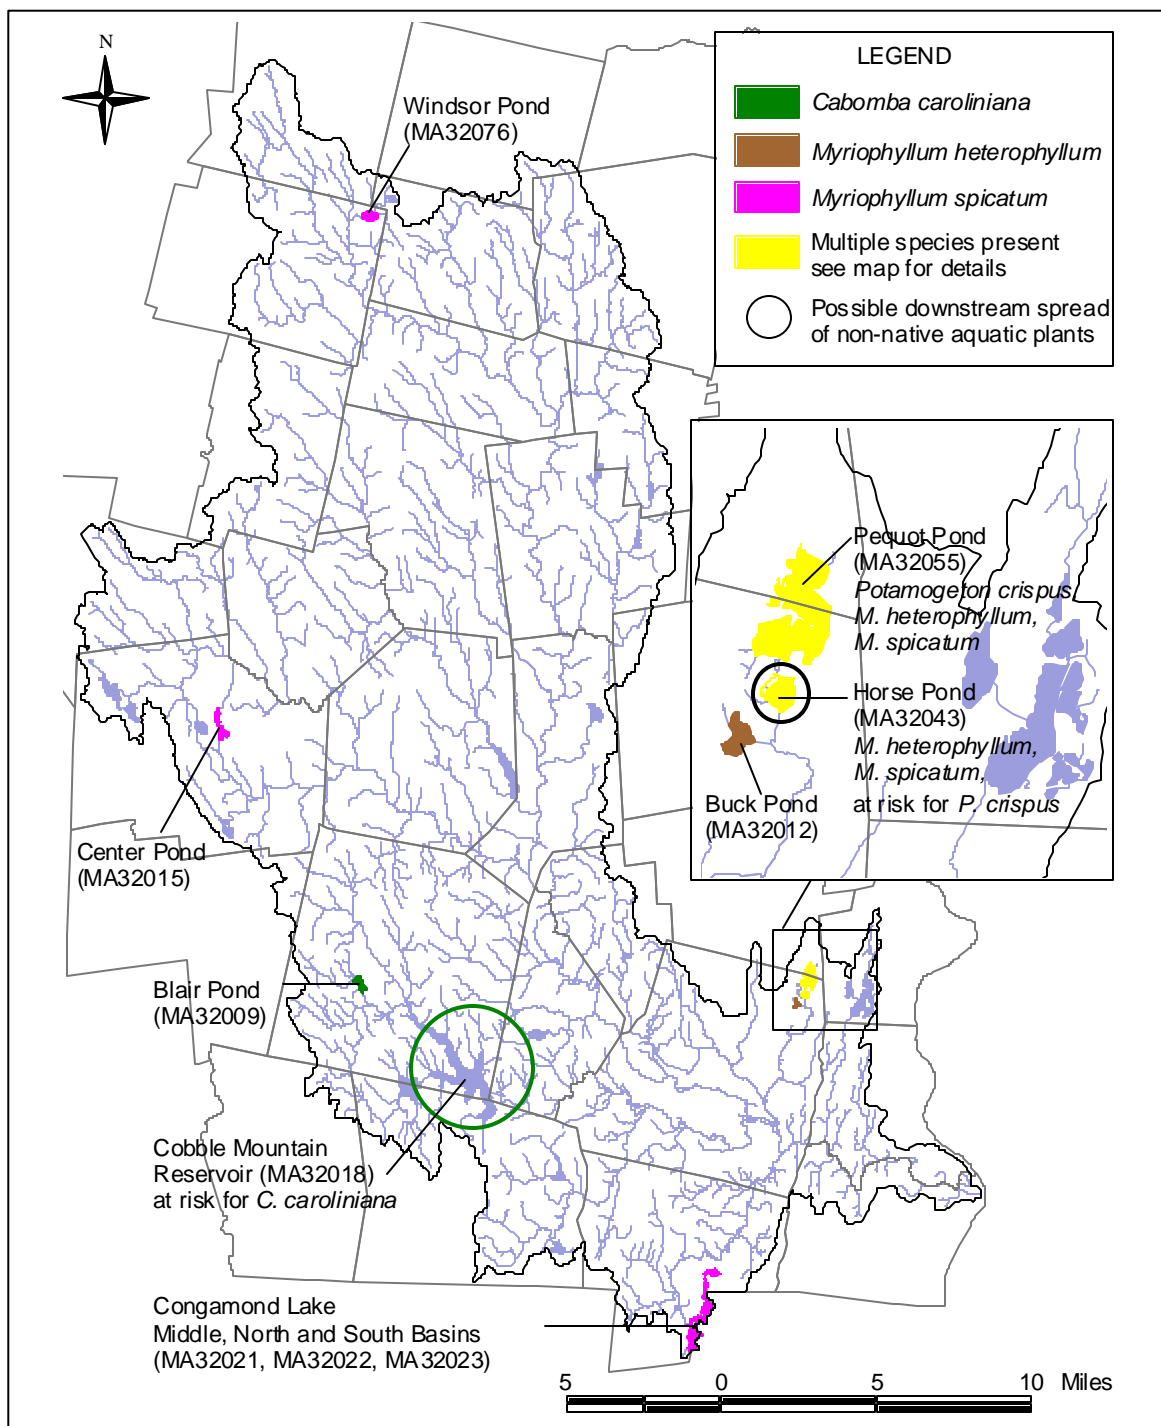 N
LEGEND
Cabomba caroliniana
Myriophyllum heterophyllum
Myriophyllum spicatum
Multiple species present
see map for details
Possible downstream spread
of non-native aquatic plants
Windsor Pond
(MA32076)
Pequot Pond
(MA32055)
Potamogeton crispus,
M. heterophyllum,
M. spicatum
Horse Pond
(MA32043)
M. heterophyllum,
M. spicatum,
at risk for P. crispus
Buck Pond
(MA32012)
Center Pond
(MA32015)
Blair Pond
(MA32009)
Cobble Mountain
Reservoir (MA32018)
at risk for C. caroliniana
Congamond Lake
Middle, North and South Basins
(MA32021, MA32022, MA32023)
5 0 5 10 Miles